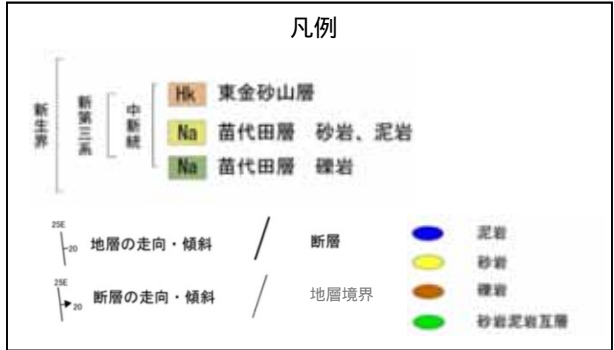 凡例
新生界
新第三系
中新統
Hk 東金砂山層
Na 苗代田層 砂岩、泥岩
Na 苗代田層 礫岩
25E
20 地層の走向・傾斜
断層
25E
20 断層の走向・傾斜
地層境界
泥岩
砂岩
礫岩
砂岩泥岩互層